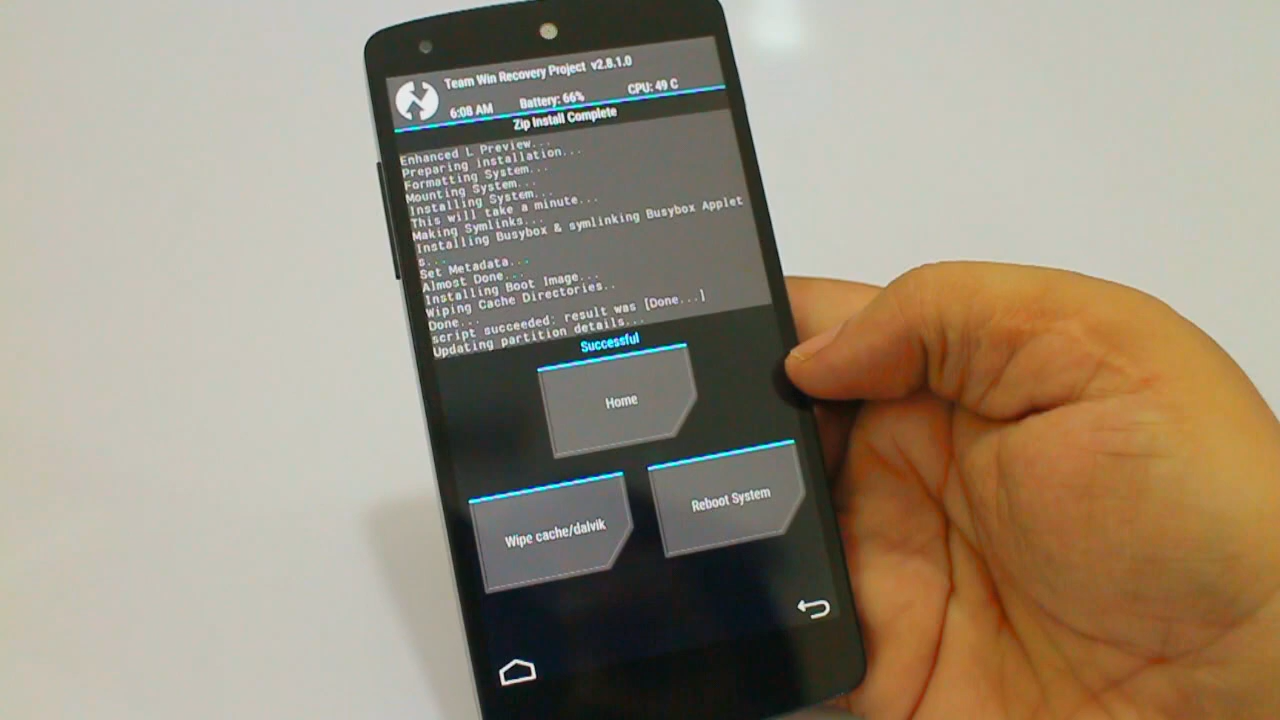 Team Win Recovery Project v2.8.1.0
6:08 AM Battery: 66% CPU: 49 C
Zip Install Complete
Enhanced L Preview...
Preparing installation...
Formatting System...
Mounting System...
Installing System...
This will take a minute...
Making Symlinks...
Installing Busybox & symlinking Busybox Applet
s...
Set Metadata...
Almost Done...
Installing Boot Image...
Wiping Cache Directories..
Done...
script succeeded: result was [Done...]
Updating partition details...
Successful
Home
Wipe cache/dalvik
Reboot System